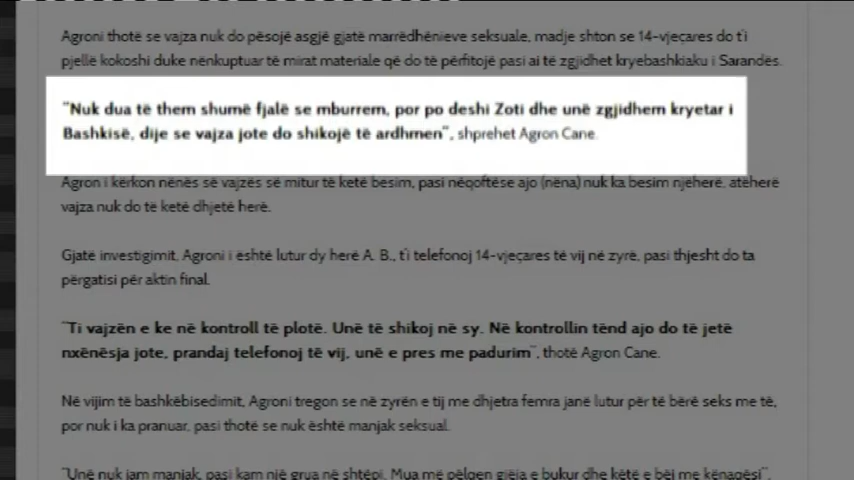 Agroni thotë se vajza nuk do pësojë asgjë gjatë marrëdhënieve seksuale, madje shton se 14-vjeçares do t'i
pjellë kokoshi duke nënkuptuar të mirat materiale që do të përfitojë pasi ai të zgjidhet kryebashkiaku i Sarandës.
"Nuk dua të them shumë fjalë se mburrem, por po deshi Zoti dhe unë zgjidhem kryetar i
Bashkisë, dije se vajza jote do shikojë të ardhmen", shprehet Agron Cane.
Agron i kërkon nënës së vajzës së mitur të ketë besim, pasi nëqoftëse ajo (nëna) nuk ka besim njëherë, atëherë
vajza nuk do të ketë dhjetë herë.
Gjatë investigimit, Agroni i është lutur dy herë A. B., t'i telefonoj 14-vjeçares të vij në zyrë, pasi thjesht do ta
përgatisi për aktin final.
"Ti vajzën e ke në kontroll të plotë. Unë të shikoj në sy. Në kontrollin tënd ajo do të jetë
nxënësja jote, prandaj telefonoj të vij, unë e pres me padurim", thotë Agron Cane.
Në vijim të bashkëbisedimit, Agroni tregon se në zyrën e tij me dhjetra femra janë lutur për të bërë seks me të,
por nuk i ka pranuar, pasi thotë se nuk është manjak seksual.
"Unë nuk jam manjak, pasi kam një grua në shtëpi. Mua më pëlqen gjëja e bukur dhe këtë e bëj me kënaqësi",